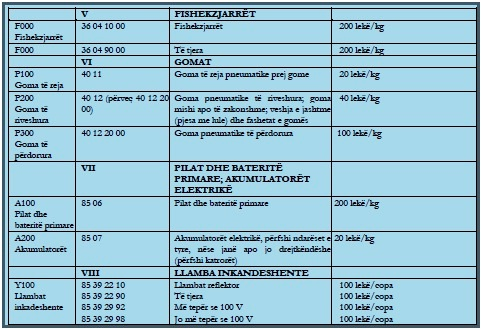 V FISHEKZJARRËT
F000 36 04 10 00 Fishekzjarrët 200 lekë/kg
Fishekzjarrët
F000 36 04 90 00 Të tjera 200 lekë/kg
VI GOMAT
P100 40 11 Goma të reja pneumatike prej gome 20 lekë/kg
Goma të reja
P200 40 12 (përveç 40 12 20 Goma pneumatike të riveshura; goma 40 lekë/kg
Goma të 00) mishi apo të zakonshme; veshja e jashtme
riveshura (pjesa me lule) dhe fashetat e gomës
P300 40 12 20 00 Goma pneumatike të përdorura 100 lekë/kg
Goma të
përdorura
VII PILAT DHE BATERITË
PRIMARE; AKUMULATORËT
ELEKTRIKË
A100 85 06 Pilat dhe bateritë primare 200 lekë/kg
Pilat dhe
bateritë primare
A200 85 07 Akumulatorët elektrikë, përfshi ndarëset e 20 lekë/kg
Akumulatorët tyre, nëse janë apo jo drejtkëndëshe
(përfshi katrorët)
VIII LLAMBA INKANDESHENTE
Y100 85 39 22 10 Llambat reflektor 100 lekë/copa
Llambat 85 39 22 90 Të tjera 100 lekë/copa
inkadeshente 85 39 29 92 Më tepër se 100 V 100 lekë/copa
85 39 29 98 Jo më tepër se 100 V 100 lekë/copa